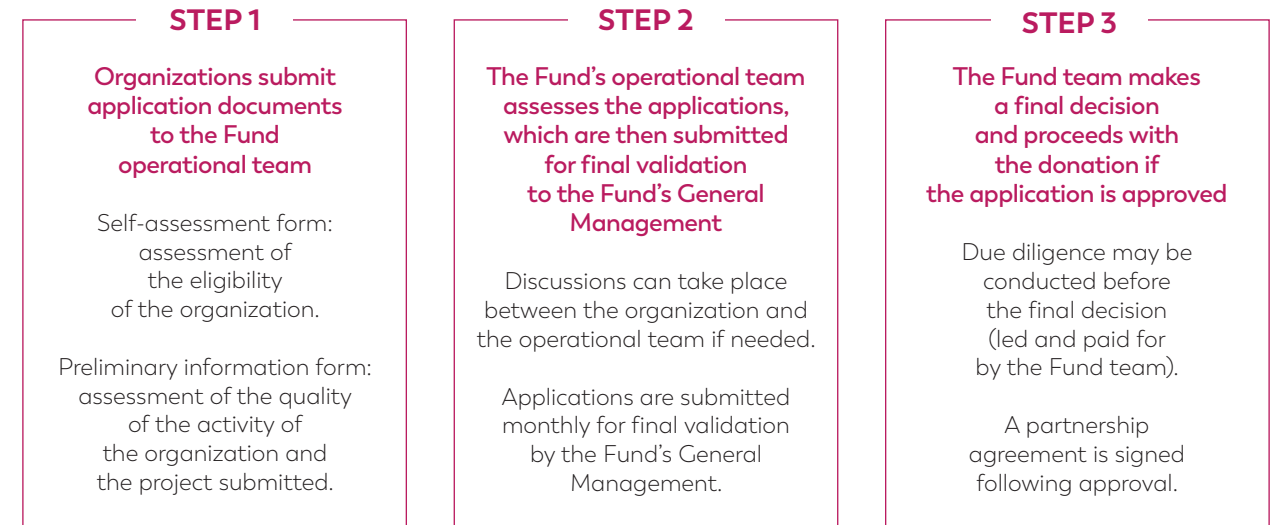 STEP 1
Organizations submit
application documents
to the Fund
operational team
Self-assessment form:
assessment of
the eligibility
of the organization.
Preliminary information form:
assessment of the quality
of the activity of
the organization and
the project submitted.
STEP 2
The Fund's operational team
assesses the applications,
which are then submitted
for final validation
to the Fund's General
Management
Discussions can take place
between the organization and
the operational team if needed.
Applications are submitted
monthly for final validation
by the Fund's General
Management.
STEP 3
The Fund team makes
a final decision
and proceeds with
the donation if
the application is approved
Due diligence may be
conducted before
the final decision
(led and paid for
by the Fund team).
A partnership
agreement is signed
following approval.